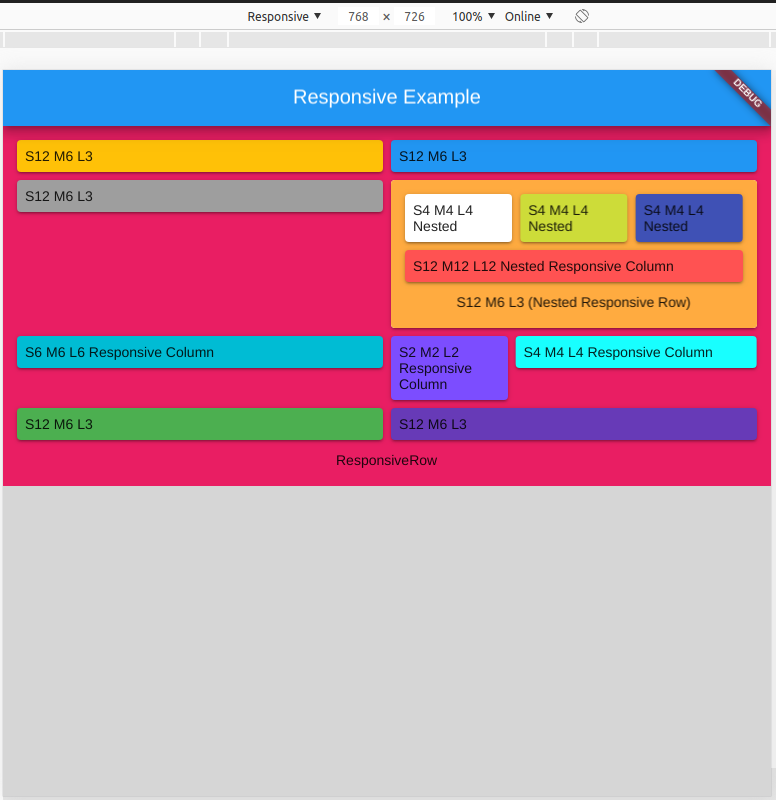 Responsive ▼ 768 × 726 100% ▼ Online ▼
Responsive Example
DEBUG
S12 M6 L3
S12 M6 L3
S12 M6 L3
S4 M4 L4
Nested
S4 M4 L4
Nested
S4 M4 L4
Nested
S12 M12 L12 Nested Responsive Column
S12 M6 L3 (Nested Responsive Row)
S6 M6 L6 Responsive Column
S2 M2 L2
Responsive
Column
S4 M4 L4 Responsive Column
S12 M6 L3
S12 M6 L3
ResponsiveRow